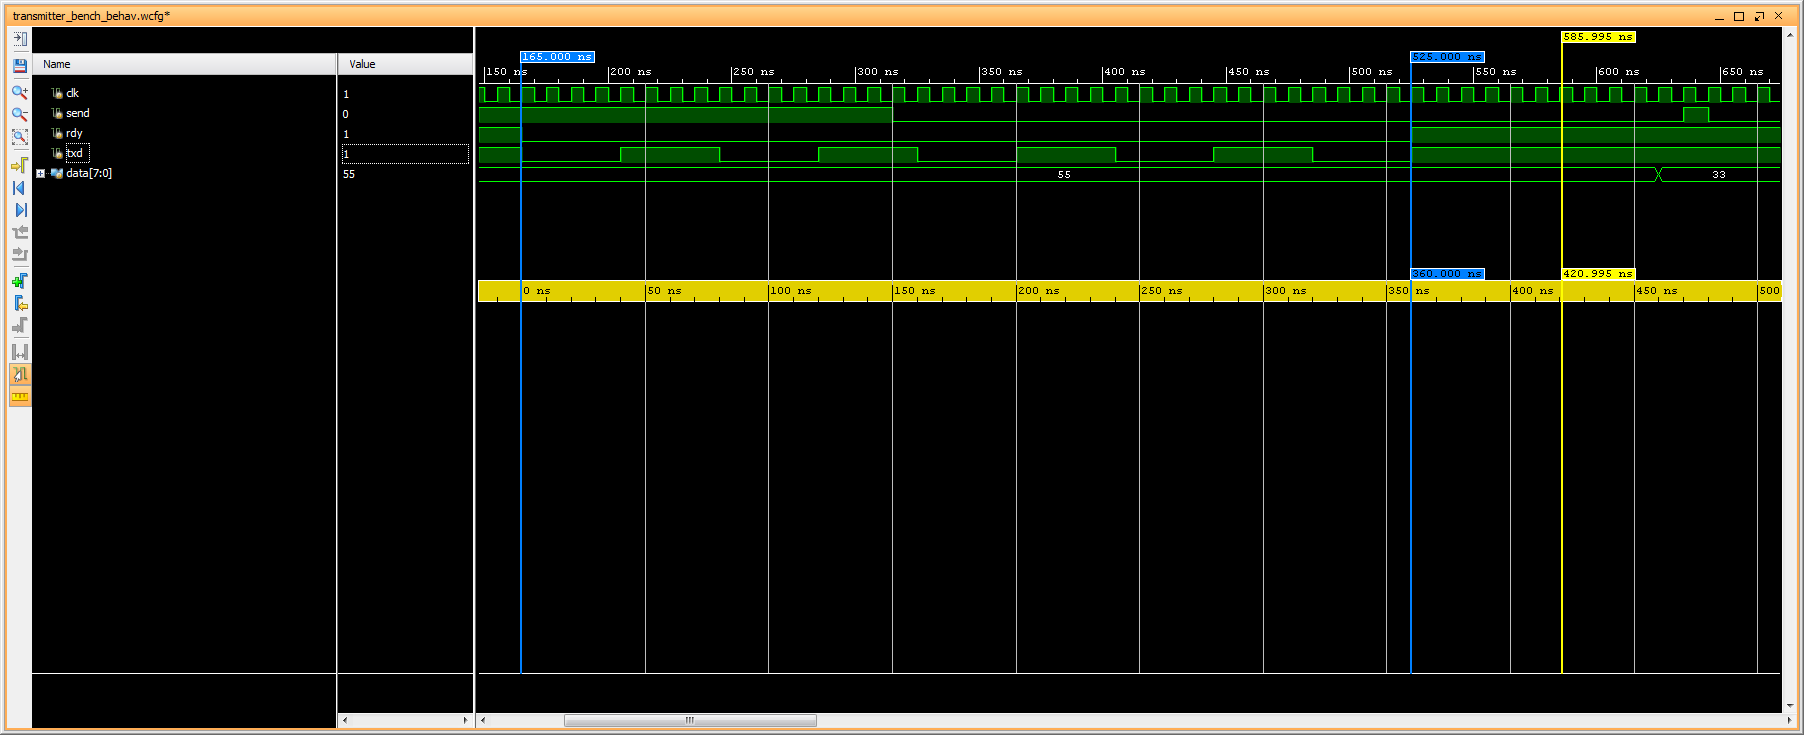 transmitter_bench_behav.wcfg*
585.995 ns
165.000 ns 525.000 ns
Name Value
150 ns 200 ns 250 ns 300 ns 350 ns 400 ns 450 ns 500 ns 550 ns 600 ns 650 ns
clk 1
send 0
rdy 1
txd 1
data[7:0] 55 55 33
360.000 ns 420.995 ns
0 ns 50 ns 100 ns 150 ns 200 ns 250 ns 300 ns 350 ns 400 ns 450 ns 500